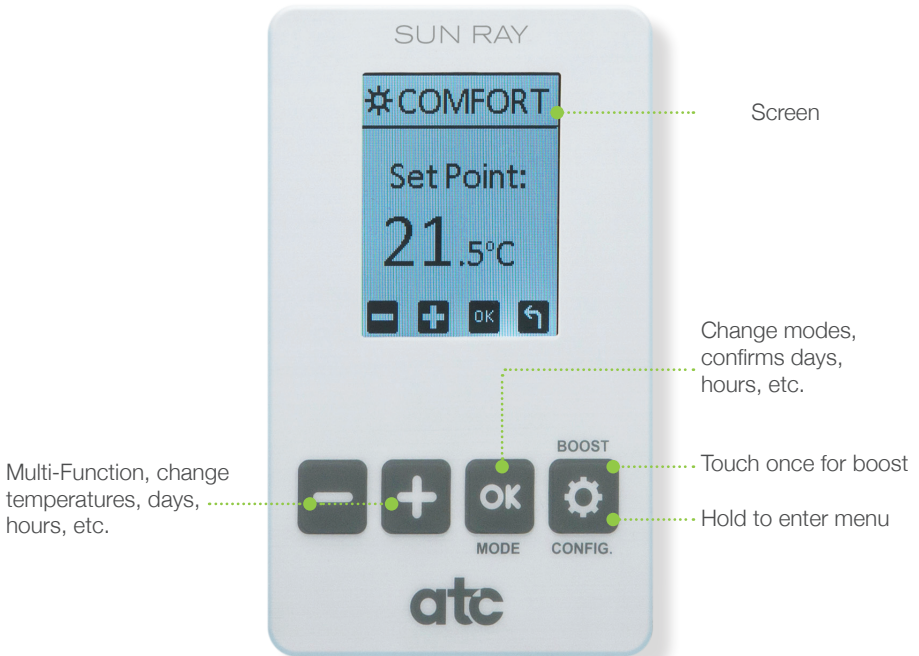 SUN RAY
COMFORT
Screen
Set Point:
21.5°C
OK
Change modes,
confirms days,
hours, etc.
BOOST
Multi-Function, change
temperatures, days,
hours, etc.
OK
Touch once for boost
Hold to enter menu
MODE
CONFIG.
atc